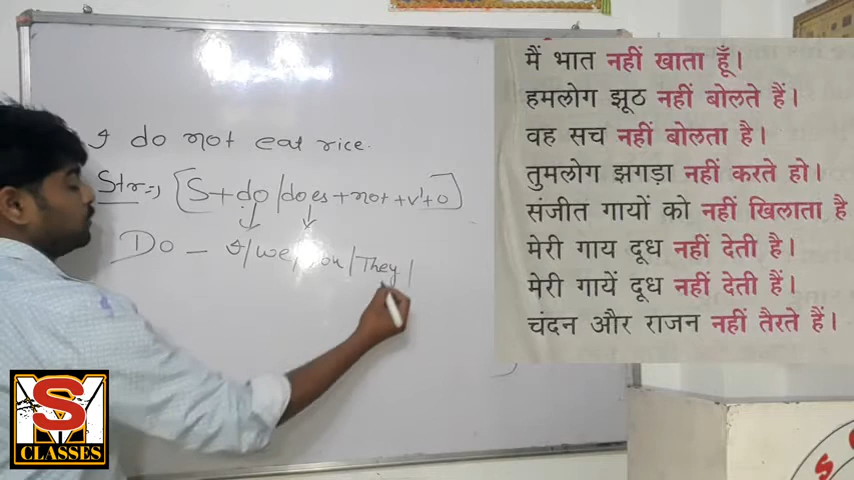 I do not eat rice.
Str⇒ [S+do/does+not+v¹+o]
Do – I/we/You/They/
मैं भात नहीं खाता हूँ।
हमलोग झूठ नहीं बोलते हैं।
वह सच नहीं बोलता है।
तुमलोग झगड़ा नहीं करते हो।
संजीत गायों को नहीं खिलाता है
मेरी गाय दूध नहीं देती है।
मेरी गायें दूध नहीं देती हैं।
चंदन और राजन नहीं तैरते हैं।
SM
CLASSES